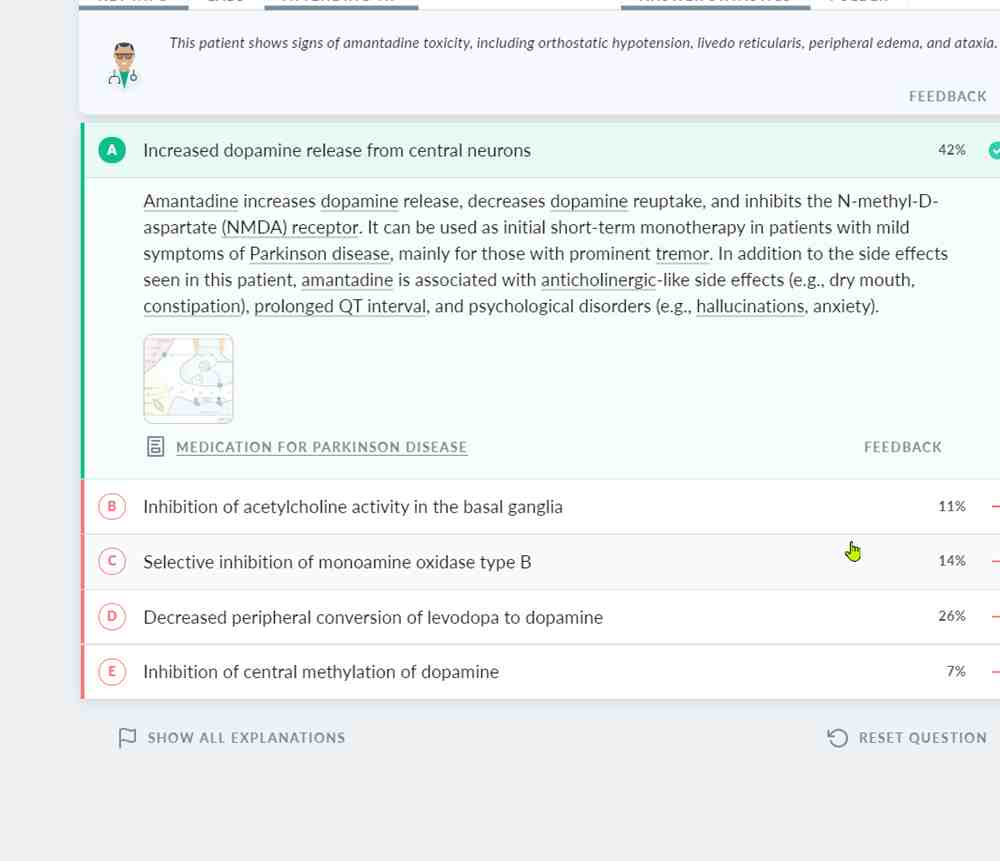 This patient shows signs of amantadine toxicity, including orthostatic hypotension, livedo reticularis, peripheral edema, and ataxia.
FEEDBACK
A Increased dopamine release from central neurons 42%
Amantadine increases dopamine release, decreases dopamine reuptake, and inhibits the N-methyl-D-
aspartate (NMDA) receptor. It can be used as initial short-term monotherapy in patients with mild
symptoms of Parkinson disease, mainly for those with prominent tremor. In addition to the side effects
seen in this patient, amantadine is associated with anticholinergic-like side effects (e.g., dry mouth,
constipation), prolonged QT interval, and psychological disorders (e.g., hallucinations, anxiety).
MEDICATION FOR PARKINSON DISEASE FEEDBACK
B Inhibition of acetylcholine activity in the basal ganglia 11%
C Selective inhibition of monoamine oxidase type B 14%
D Decreased peripheral conversion of levodopa to dopamine 26%
E Inhibition of central methylation of dopamine 7%
SHOW ALL EXPLANATIONS RESET QUESTION